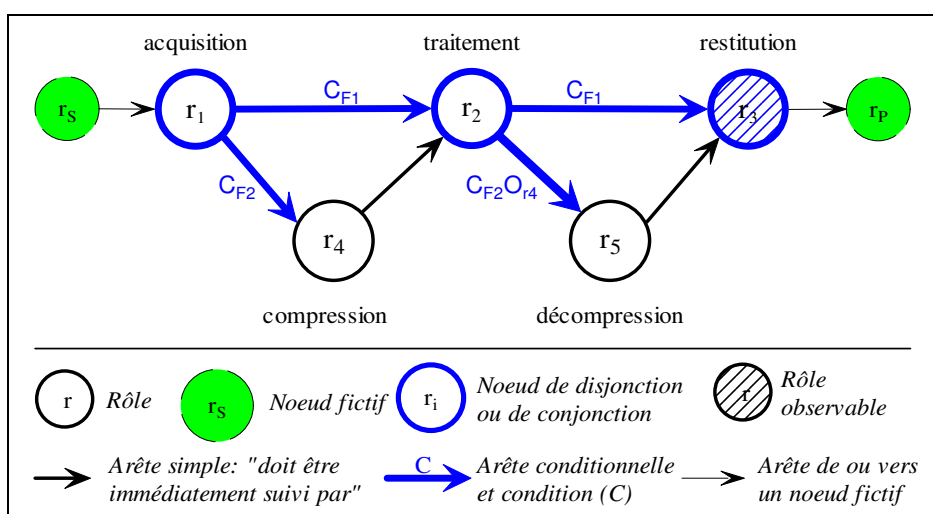 acquisition traitement restitution
r_S r_1 C_F1 r_2 C_F1 r_3 r_P
C_F2 C_F2O_r4
r_4 r_5
compression décompression
r Rôle r_S Noeud fictif r_i Noeud de disjonction ou de conjonction r Rôle observable
Arête simple: "doit être immédiatement suivi par" C Arête conditionnelle et condition (C) Arête de ou vers un noeud fictif